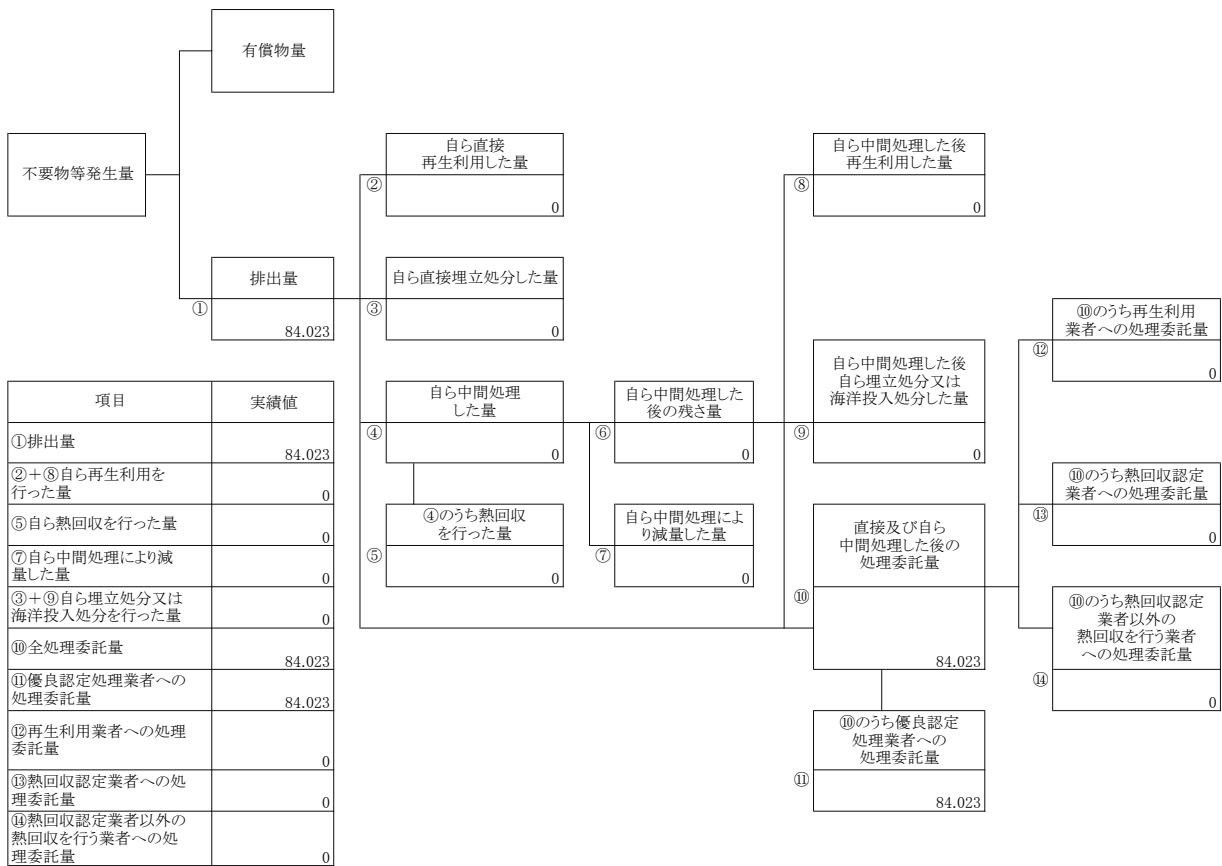 有償物量
不要物等発生量
自ら直接
再生利用した量
②
0
自ら中間処理した後
再生利用した量
⑧
0
排出量
①
84.023
自ら直接埋立処分した量
③
0
⑩のうち再生利用
業者への処理委託量
⑫
0
自ら中間処理
した量
④
0
自ら中間処理した
後の残さ量
⑥
0
自ら中間処理した後
自ら埋立処分又は
海洋投入処分した量
⑨
0
⑩のうち熱回収認定
業者への処理委託量
⑬
0
④のうち熱回収
を行った量
⑤
0
自ら中間処理によ
り減量した量
⑦
0
直接及び自ら
中間処理した後の
処理委託量
⑩
84.023
⑩のうち熱回収認定
業者以外の
熱回収を行う業者
への処理委託量
⑭
0
⑩のうち優良認定
処理業者への
処理委託量
⑪
84.023
項目 実績値
①排出量 84.023
②+⑧自ら再生利用を
行った量 0
⑤自ら熱回収を行った量 0
⑦自ら中間処理により減
量した量 0
③+⑨自ら埋立処分又は
海洋投入処分を行った量 0
⑩全処理委託量 84.023
⑪優良認定処理業者への
処理委託量 84.023
⑫再生利用業者への処理
委託量 0
⑬熱回収認定業者への処
理委託量 0
⑭熱回収認定業者以外の
熱回収を行う業者への処
理委託量 0